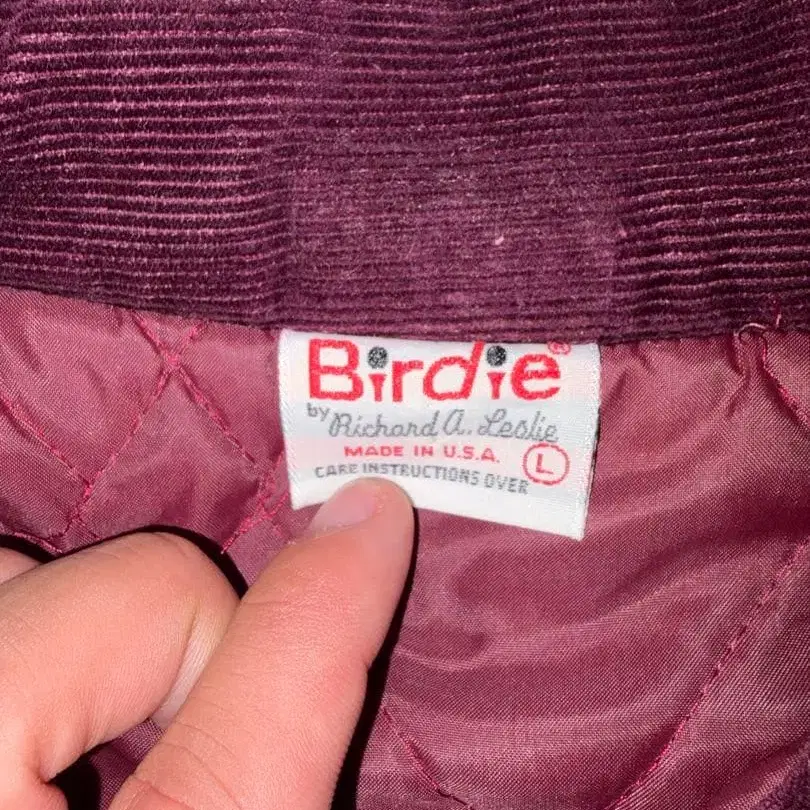 Birdie®
by Richard A. Leslie
MADE IN U.S.A. L
CARE INSTRUCTIONS OVER